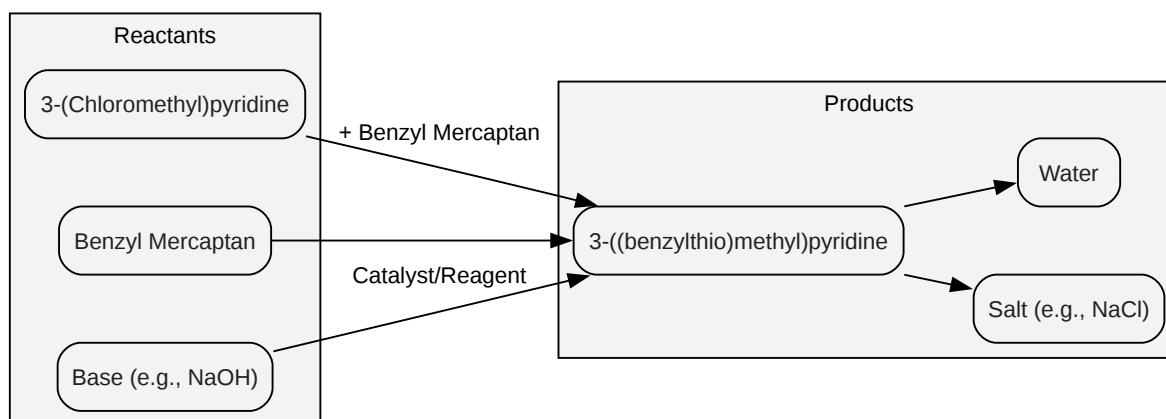 Reactants
3-(Chloromethyl)pyridine
+ Benzyl Mercaptan
Benzyl Mercaptan
Catalyst/Reagent
Base (e.g., NaOH)
Products
Water
3-((benzylthio)methyl)pyridine
Salt (e.g., NaCl)